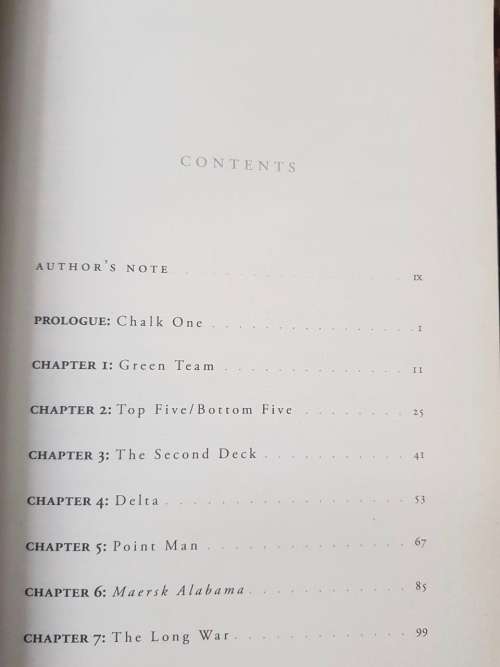 CONTENTS
AUTHOR'S NOTE . . . . . . . . . . . . . . . . . . IX
PROLOGUE: Chalk One . . . . . . . . . . . . . . . 1
CHAPTER 1: Green Team . . . . . . . . . . . . . . 11
CHAPTER 2: Top Five/Bottom Five . . . . . . . . 25
CHAPTER 3: The Second Deck . . . . . . . . . . . 41
CHAPTER 4: Delta . . . . . . . . . . . . . . . . . . 53
CHAPTER 5: Point Man . . . . . . . . . . . . . . . 67
CHAPTER 6: Maersk Alabama . . . . . . . . . . . . 85
CHAPTER 7: The Long War . . . . . . . . . . . . . 99